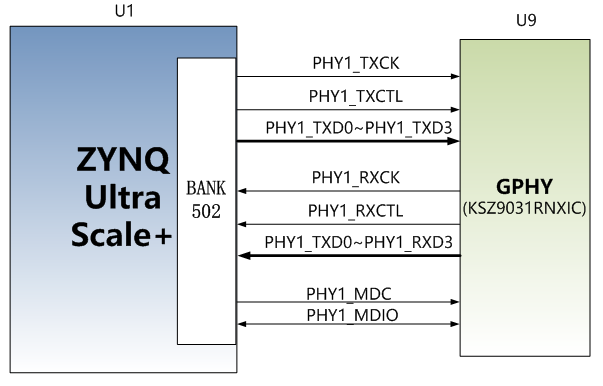 U1
U9
ZYNQ
Ultra
Scale+
BANK
502
PHY1_TXCK
PHY1_TXCTL
PHY1_TXD0~PHY1_TXD3
PHY1_RXCK
PHY1_RXCTL
PHY1_TXD0~PHY1_RXD3
PHY1_MDC
PHY1_MDIO
GPHY
(KSZ9031RNXIC)